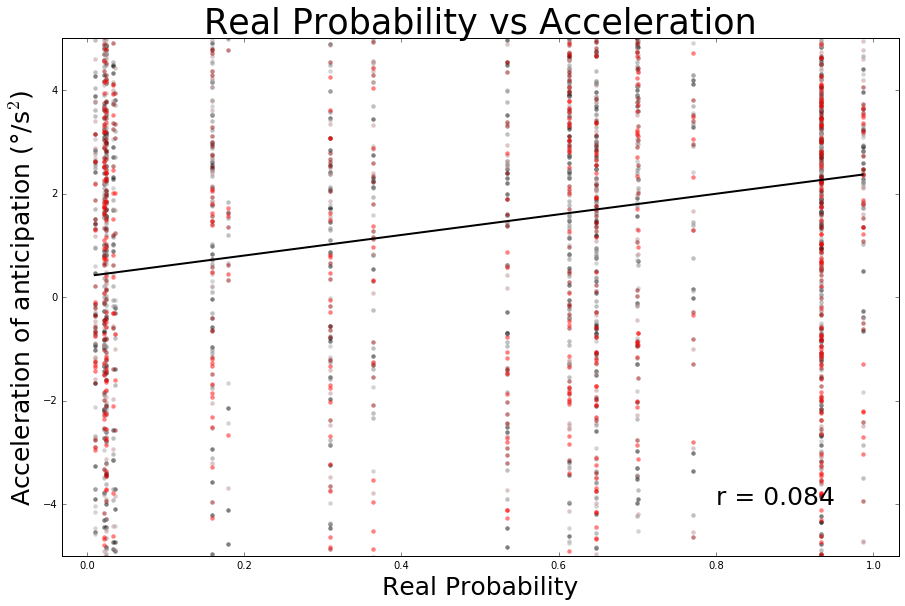 Real Probability vs Acceleration
Acceleration of anticipation (°/s²)
4
2
0
−2
−4
r = 0.084
0.0 0.2 0.4 0.6 0.8 1.0
Real Probability